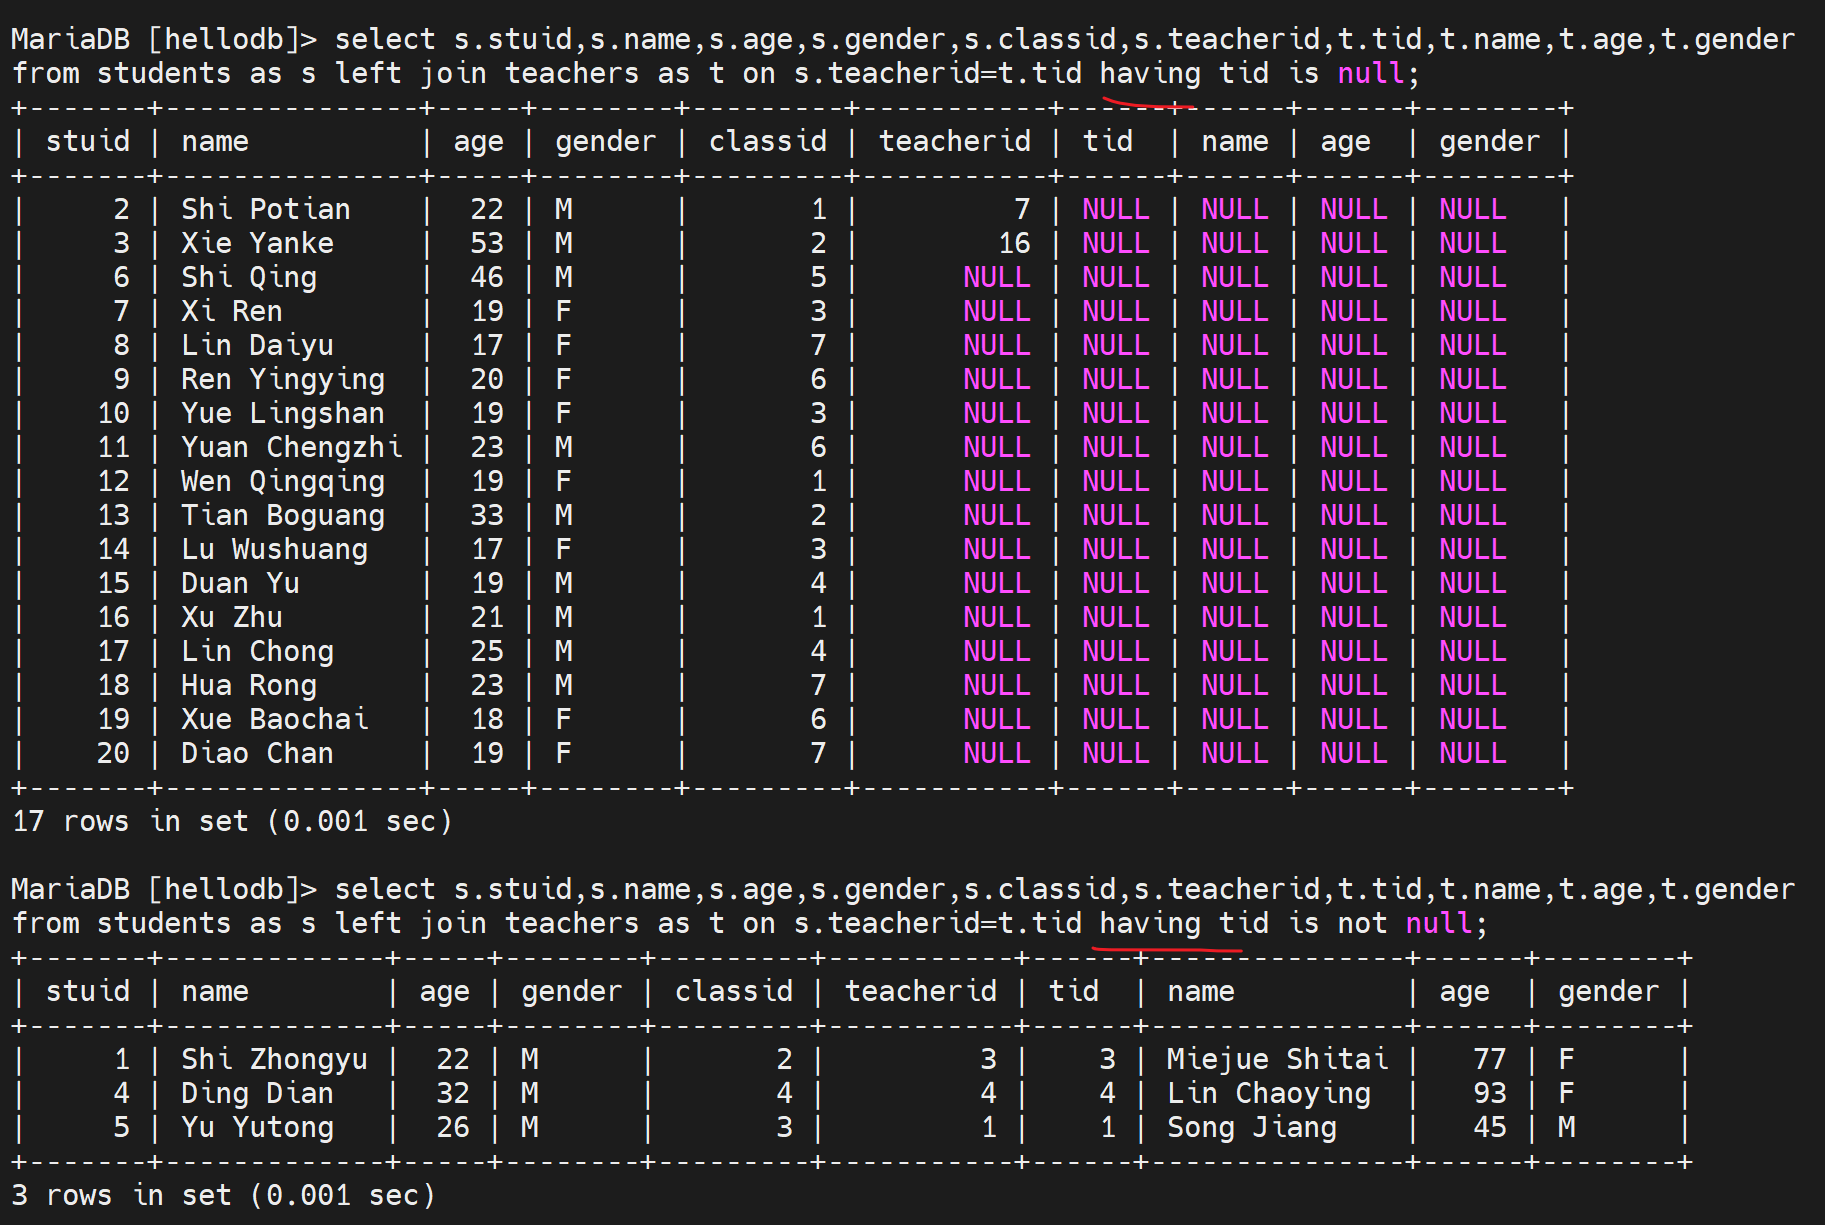 MariaDB [hellodb]> select s.stuid,s.name,s.age,s.gender,s.classid,s.teacherid,t.tid,t.name,t.age,t.gender
from students as s left join teachers as t on s.teacherid=t.tid having tid is null;
+-------+---------------+-----+--------+---------+-----------+------+------+------+--------+
| stuid | name          | age | gender | classid | teacherid | tid  | name | age  | gender |
+-------+---------------+-----+--------+---------+-----------+------+------+------+--------+
|     2 | Shi Potian    |  22 | M      |       1 |         7 | NULL | NULL | NULL | NULL   |
|     3 | Xie Yanke     |  53 | M      |       2 |        16 | NULL | NULL | NULL | NULL   |
|     6 | Shi Qing      |  46 | M      |       5 |      NULL | NULL | NULL | NULL | NULL   |
|     7 | Xi Ren        |  19 | F      |       3 |      NULL | NULL | NULL | NULL | NULL   |
|     8 | Lin Daiyu     |  17 | F      |       7 |      NULL | NULL | NULL | NULL | NULL   |
|     9 | Ren Yingying  |  20 | F      |       6 |      NULL | NULL | NULL | NULL | NULL   |
|    10 | Yue Lingshan  |  19 | F      |       3 |      NULL | NULL | NULL | NULL | NULL   |
|    11 | Yuan Chengzhi |  23 | M      |       6 |      NULL | NULL | NULL | NULL | NULL   |
|    12 | Wen Qingqing  |  19 | F      |       1 |      NULL | NULL | NULL | NULL | NULL   |
|    13 | Tian Boguang  |  33 | M      |       2 |      NULL | NULL | NULL | NULL | NULL   |
|    14 | Lu Wushuang   |  17 | F      |       3 |      NULL | NULL | NULL | NULL | NULL   |
|    15 | Duan Yu       |  19 | M      |       4 |      NULL | NULL | NULL | NULL | NULL   |
|    16 | Xu Zhu        |  21 | M      |       1 |      NULL | NULL | NULL | NULL | NULL   |
|    17 | Lin Chong     |  25 | M      |       4 |      NULL | NULL | NULL | NULL | NULL   |
|    18 | Hua Rong      |  23 | M      |       7 |      NULL | NULL | NULL | NULL | NULL   |
|    19 | Xue Baochai   |  18 | F      |       6 |      NULL | NULL | NULL | NULL | NULL   |
|    20 | Diao Chan     |  19 | F      |       7 |      NULL | NULL | NULL | NULL | NULL   |
+-------+---------------+-----+--------+---------+-----------+------+------+------+--------+
17 rows in set (0.001 sec)
MariaDB [hellodb]> select s.stuid,s.name,s.age,s.gender,s.classid,s.teacherid,t.tid,t.name,t.age,t.gender
from students as s left join teachers as t on s.teacherid=t.tid having tid is not null;
+-------+-------------+-----+--------+---------+-----------+------+---------------+------+--------+
| stuid | name        | age | gender | classid | teacherid | tid  | name          | age  | gender |
+-------+-------------+-----+--------+---------+-----------+------+---------------+------+--------+
|     1 | Shi Zhongyu |  22 | M      |       2 |         3 |    3 | Miejue Shitai |   77 | F      |
|     4 | Ding Dian   |  32 | M      |       4 |         4 |    4 | Lin Chaoying  |   93 | F      |
|     5 | Yu Yutong   |  26 | M      |       3 |         1 |    1 | Song Jiang    |   45 | M      |
+-------+-------------+-----+--------+---------+-----------+------+---------------+------+--------+
3 rows in set (0.001 sec)